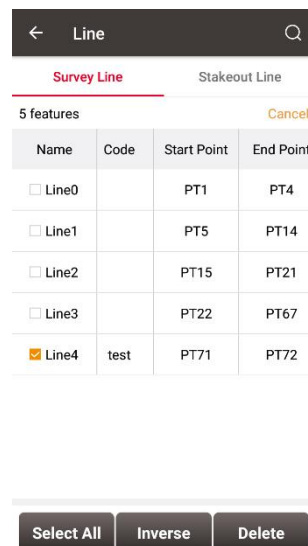 Line
Survey Line Stakeout Line
5 features Cancel
Name Code Start Point End Point
Line0 PT1 PT4
Line1 PT5 PT14
Line2 PT15 PT21
Line3 PT22 PT67
Line4 test PT71 PT72
Select All Inverse Delete